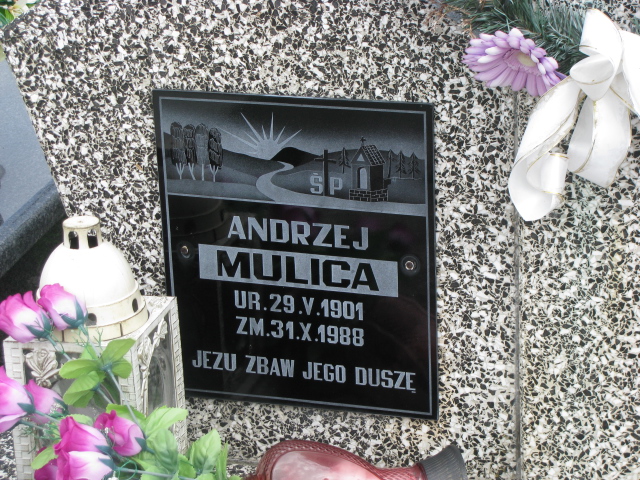 ŚP
ANDRZEJ
MULICA
UR. 29.V.1901
ZM. 31.X.1988
JEZU ZBAW JEGO DUSZĘ